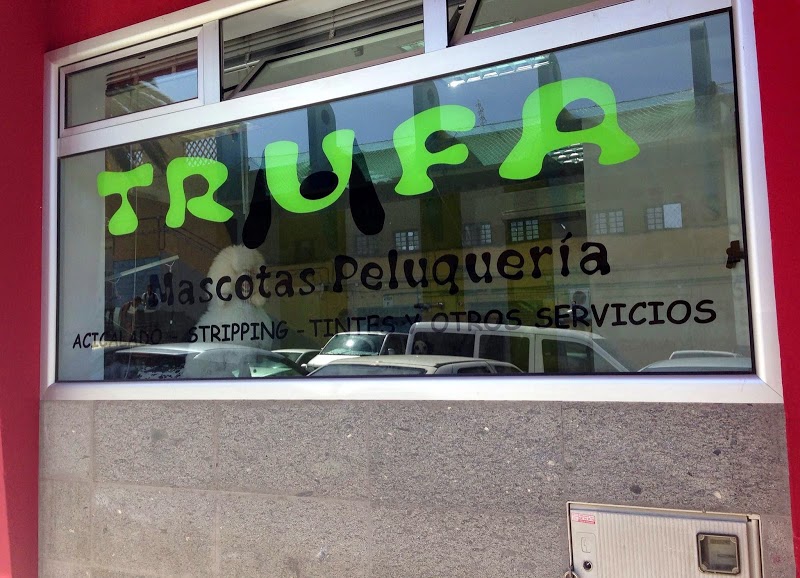 TRUFA
Mascotas.Peluquería
ACICALADO - STRIPPING - TINTES Y OTROS SERVICIOS